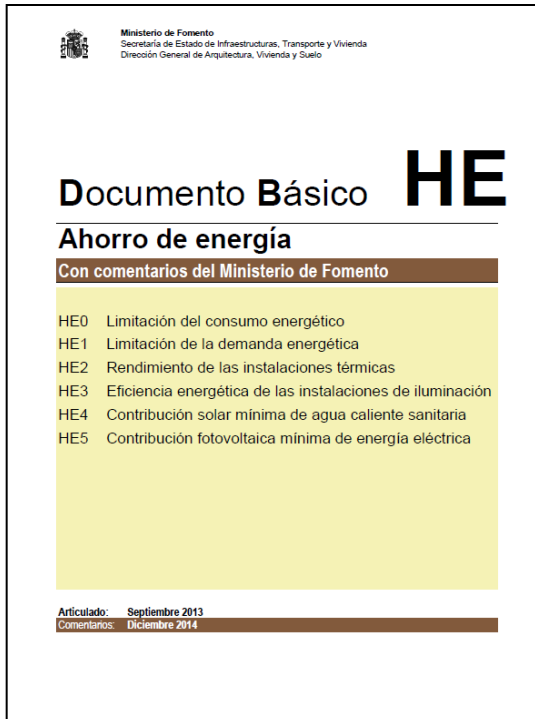 Ministerio de Fomento
Secretaría de Estado de Infraestructuras, Transporte y Vivienda
Dirección General de Arquitectura, Vivienda y Suelo
Documento Básico HE
Ahorro de energía
Con comentarios del Ministerio de Fomento
HE0 Limitación del consumo energético
HE1 Limitación de la demanda energética
HE2 Rendimiento de las instalaciones térmicas
HE3 Eficiencia energética de las instalaciones de iluminación
HE4 Contribución solar mínima de agua caliente sanitaria
HE5 Contribución fotovoltaica mínima de energía eléctrica
Articulado: Septiembre 2013
Comentarios: Diciembre 2014